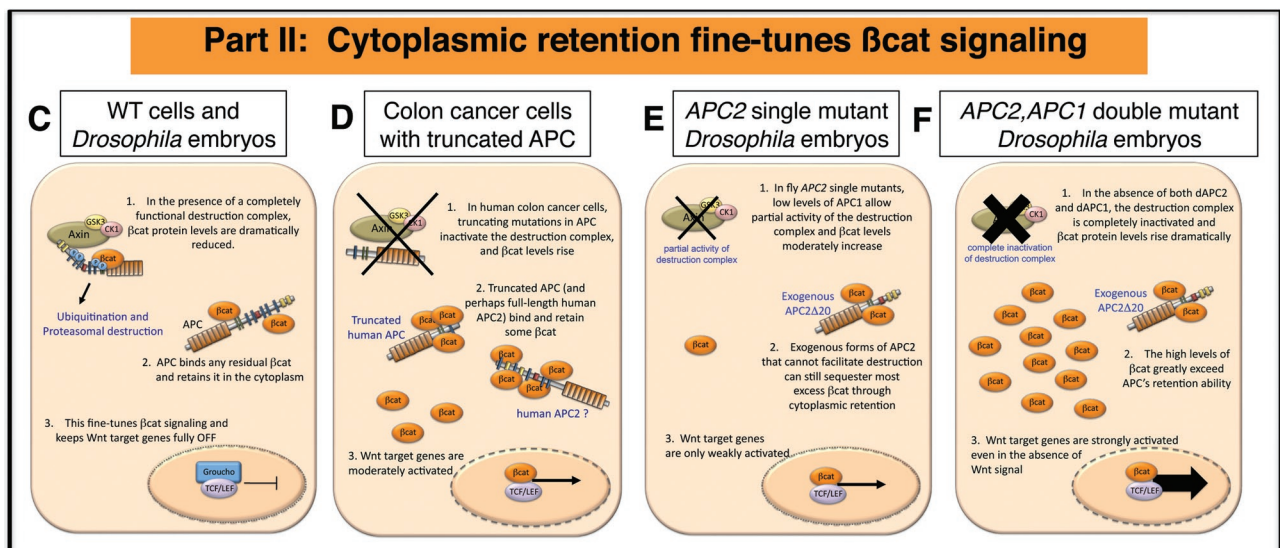 Part II: Cytoplasmic retention fine-tunes ßcat signaling
C
WT cells and
Drosophila embryos
GSK3
CK1
Axin
βcat
1. In the presence of a completely
functional destruction complex,
βcat protein levels are dramatically
reduced.
Ubiquitination and
Proteasomal destruction
APC
βcat
βcat
2. APC binds any residual βcat
and retains it in the cytoplasm
3. This fine-tunes βcat signaling and
keeps Wnt target genes fully OFF
Groucho
TCF/LEF
D
Colon cancer cells
with truncated APC
GSK3
CK1
Axin
1. In human colon cancer cells,
truncating mutations in APC
inactivate the destruction complex,
and βcat levels rise
Truncated
human APC
βcat
βcat
βcat
2. Truncated APC (and
perhaps full-length human
APC2) bind and retain
some βcat
βcat
βcat
βcat
βcat
βcat
human APC2 ?
βcat
βcat
βcat
βcat
3. Wnt target genes are
moderately activated
βcat
TCF/LEF
E
APC2 single mutant
Drosophila embryos
GSK3
CK1
Axin
partial activity of
destruction complex
1. In fly APC2 single mutants,
low levels of APC1 allow
partial activity of the destruction
complex and βcat levels
moderately increase
Exogenous
APC2Δ20
βcat
βcat
βcat
2. Exogenous forms of APC2
that cannot facilitate destruction
can still sequester most
excess βcat through
cytoplasmic retention
3. Wnt target genes
are only weakly activated
βcat
TCF/LEF
F
APC2,APC1 double mutant
Drosophila embryos
CK1
complete inactivation
of destruction complex
1. In the absence of both dAPC2
and dAPC1, the destruction complex
is completely inactivated and
βcat protein levels rise dramatically
Exogenous
APC2Δ20
βcat
βcat
βcat
βcat
βcat
βcat
βcat
βcat
βcat
βcat
βcat
βcat
βcat
βcat
2. The high levels of
βcat greatly exceed
APC's retention ability
3. Wnt target genes are strongly activated
even in the absence of
Wnt signal
βcat
TCF/LEF